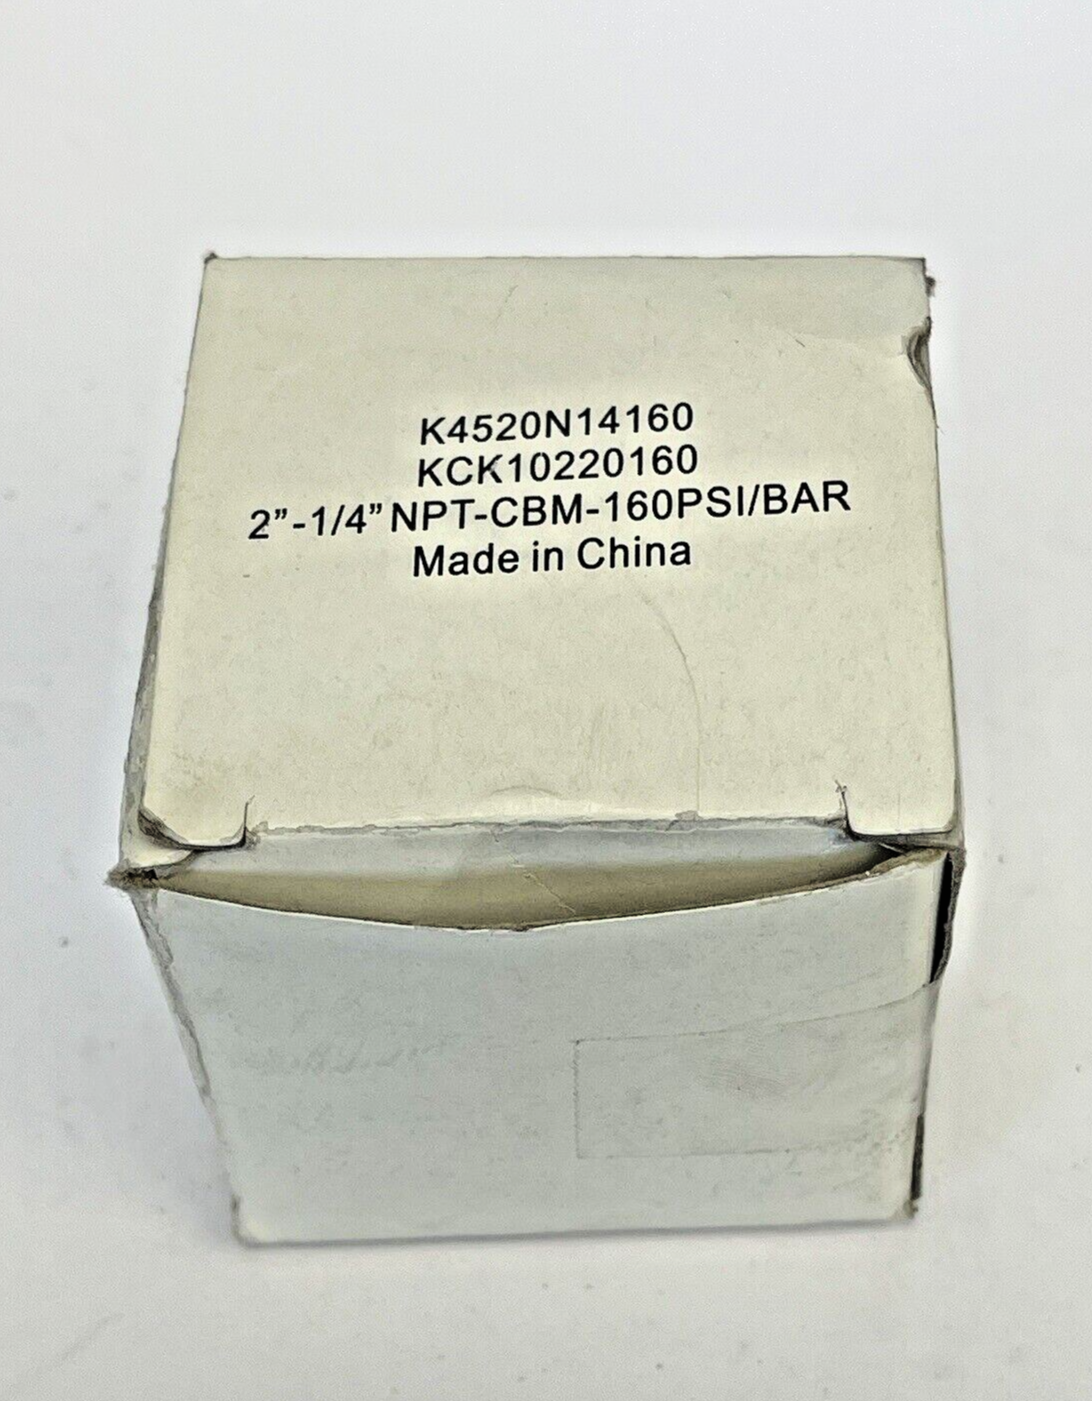 K4520N14160
KCK10220160
2”-1/4” NPT-CBM-160PSI/BAR
Made in China